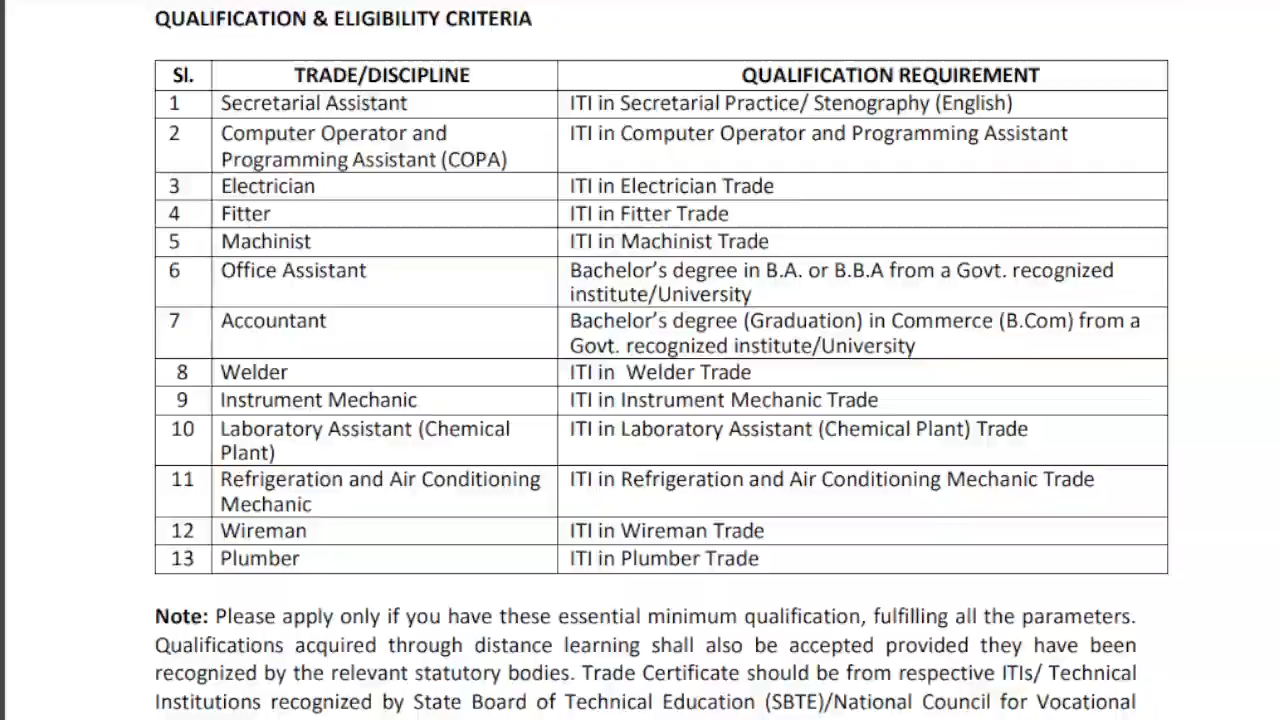 QUALIFICATION & ELIGIBILITY CRITERIA
Sl. TRADE/DISCIPLINE QUALIFICATION REQUIREMENT
1 Secretarial Assistant ITI in Secretarial Practice/ Stenography (English)
2 Computer Operator and ITI in Computer Operator and Programming Assistant
Programming Assistant (COPA)
3 Electrician ITI in Electrician Trade
4 Fitter ITI in Fitter Trade
5 Machinist ITI in Machinist Trade
6 Office Assistant Bachelor’s degree in B.A. or B.B.A from a Govt. recognized
institute/University
7 Accountant Bachelor’s degree (Graduation) in Commerce (B.Com) from a
Govt. recognized institute/University
8 Welder ITI in Welder Trade
9 Instrument Mechanic ITI in Instrument Mechanic Trade
10 Laboratory Assistant (Chemical ITI in Laboratory Assistant (Chemical Plant) Trade
Plant)
11 Refrigeration and Air Conditioning ITI in Refrigeration and Air Conditioning Mechanic Trade
Mechanic
12 Wireman ITI in Wireman Trade
13 Plumber ITI in Plumber Trade
Note: Please apply only if you have these essential minimum qualification, fulfilling all the parameters.
Qualifications acquired through distance learning shall also be accepted provided they have been
recognized by the relevant statutory bodies. Trade Certificate should be from respective ITIs/ Technical
Institutions recognized by State Board of Technical Education (SBTE)/National Council for Vocational